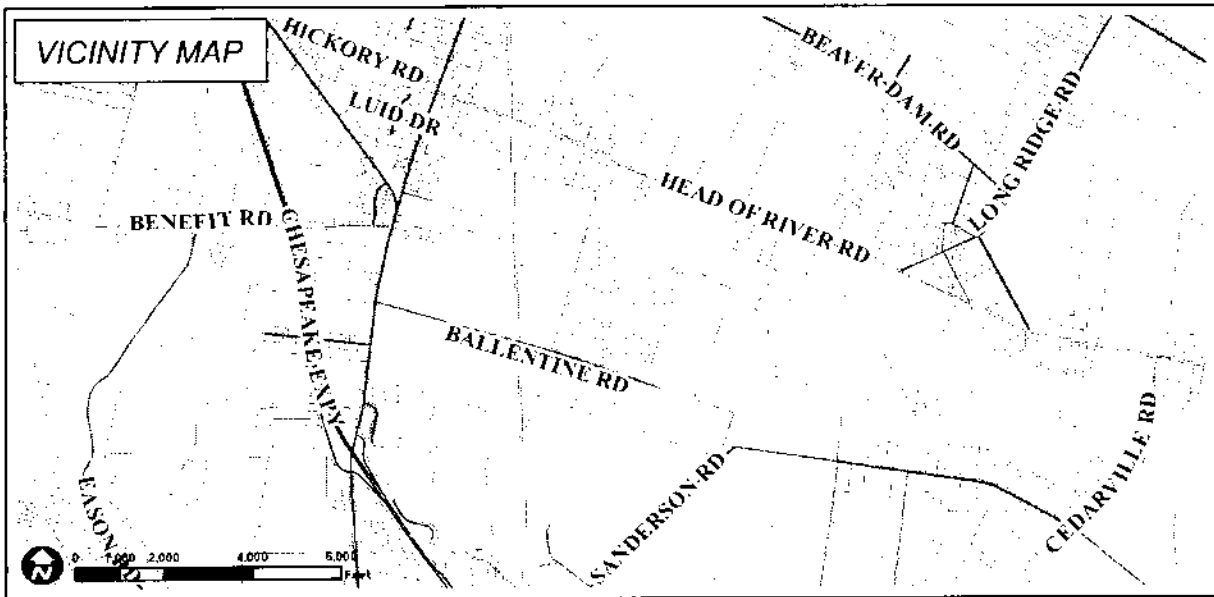 VICINITY MAP
HICKORY RD
LUID DR
BEAVER DAM RD
LONG RIDGE RD
HEAD OF RIVER RD
BENEFIT RD
CHESAPEAKE EXPY
BALLENTINE RD
EASON RD
SANDERSON RD
CEDARVILLE RD
N
0 1,000 2,000 4,000 6,000
Feet